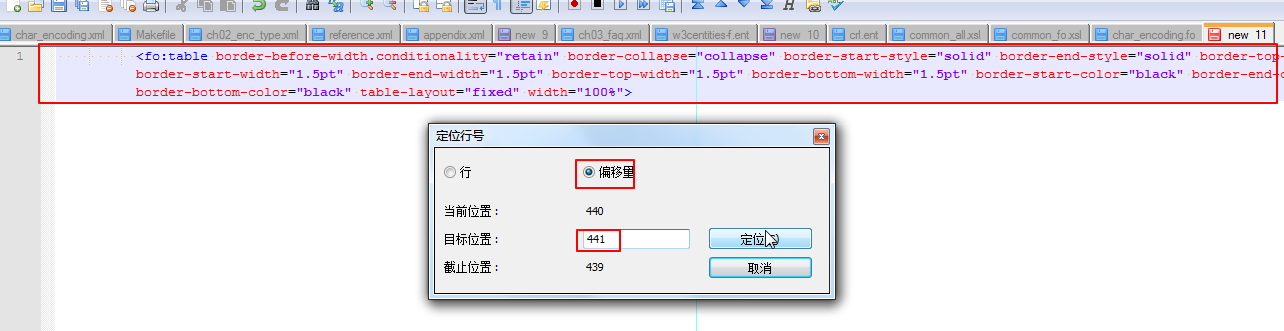 char_encoding.xml Makefile ch02_enc_type.xml reference.xml appendix.xml new 9 ch03_faq.xml w3centities-f.ent new 10 crl.ent common_all.xsl common_fo.xsl char_encoding.fo new 11
1 <fo:table border-before-width.conditionality="retain" border-collapse="collapse" border-start-style="solid" border-end-style="solid" border-top-
border-start-width="1.5pt" border-end-width="1.5pt" border-top-width="1.5pt" border-bottom-width="1.5pt" border-start-color="black" border-end-c
border-bottom-color="black" table-layout="fixed" width="100%">
定位行号
行 偏移量
当前位置： 440
目标位置： 441 定位
截止位置： 439 取消